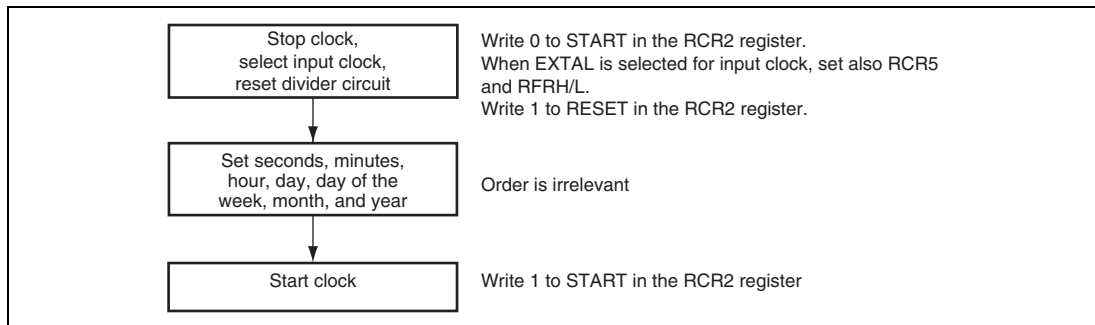 Stop clock,
select input clock,
reset divider circuit
Write 0 to START in the RCR2 register.
When EXTAL is selected for input clock, set also RCR5
and RFRH/L.
Write 1 to RESET in the RCR2 register.
Set seconds, minutes,
hour, day, day of the
week, month, and year
Order is irrelevant
Start clock
Write 1 to START in the RCR2 register